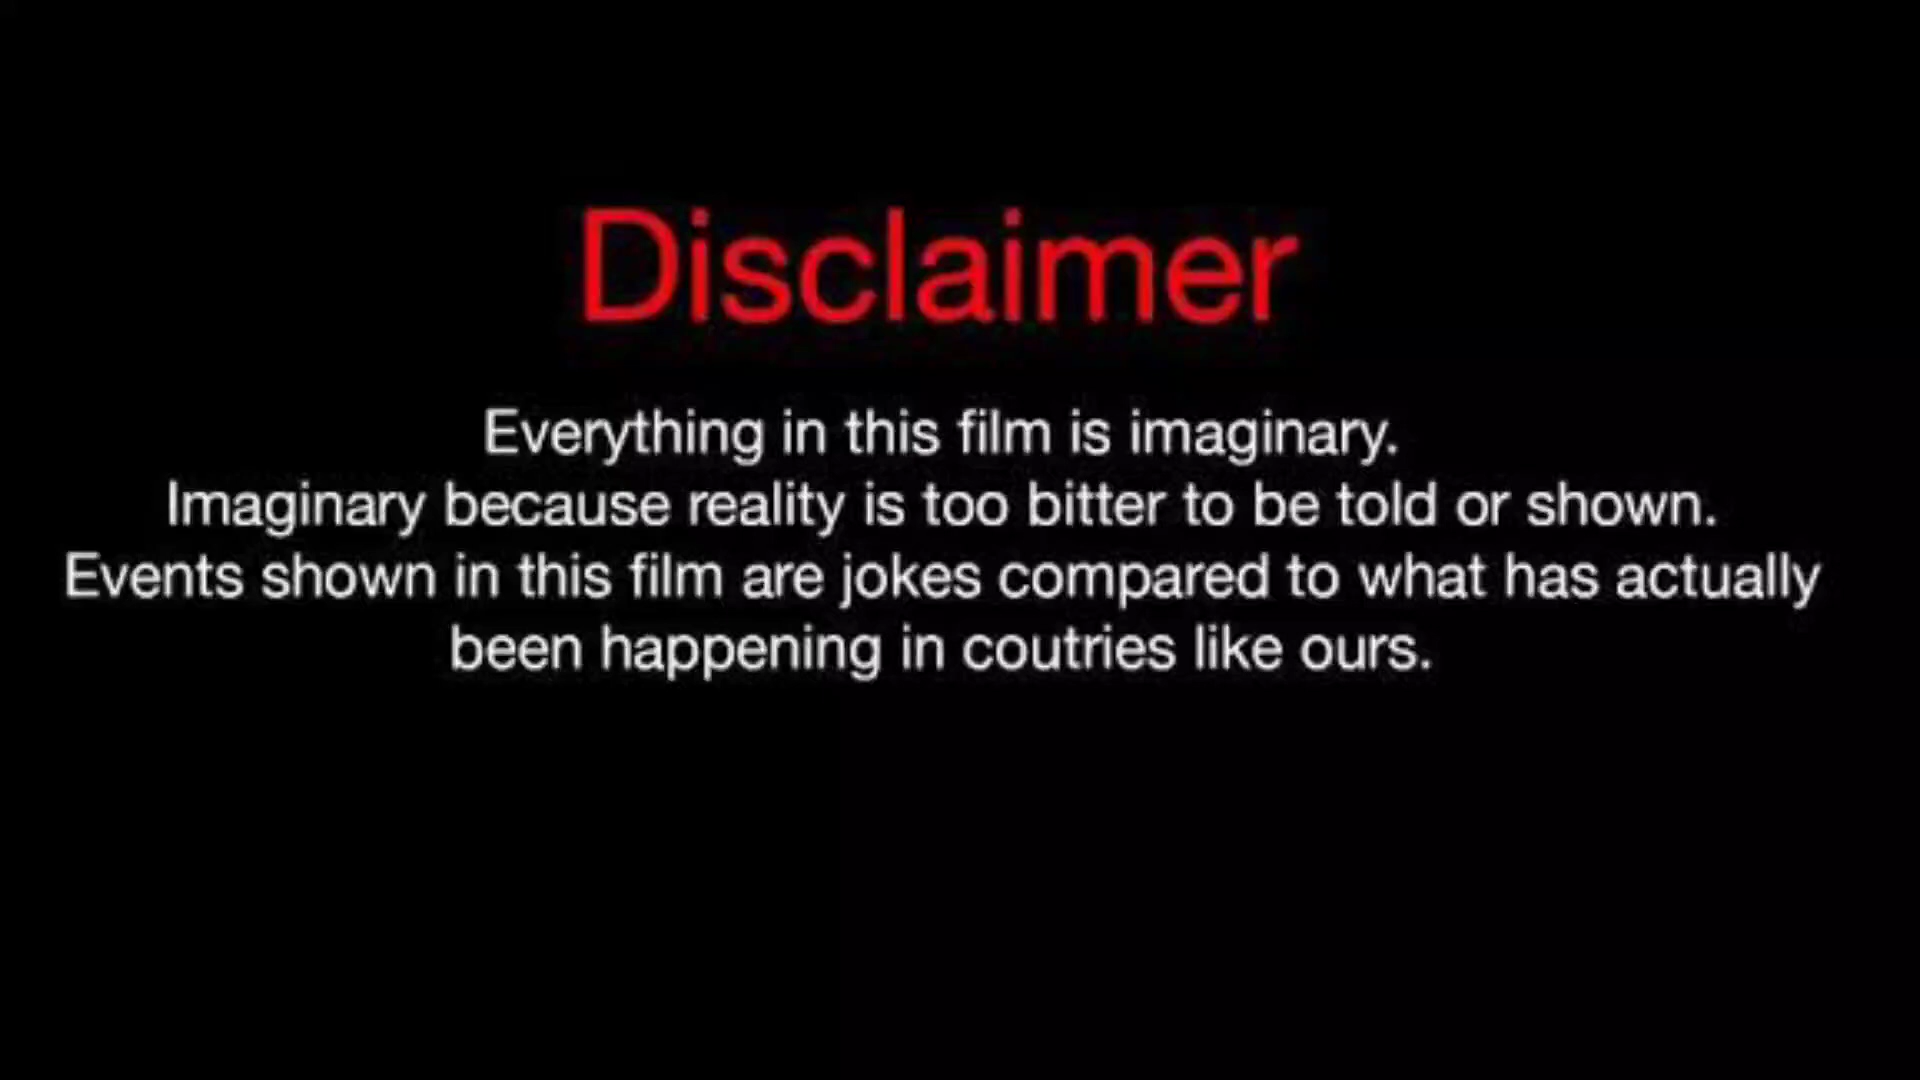 Disclaimer
Everything in this film is imaginary.
Imaginary because reality is too bitter to be told or shown.
Events shown in this film are jokes compared to what has actually
been happening in coutries like ours.